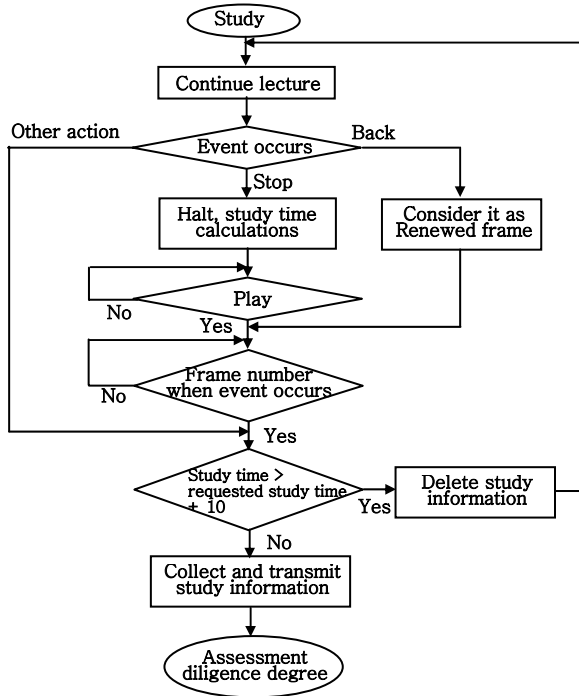 Study
Continue lecture
Other action
Event occurs
Back
Stop
Halt, study time
calculations
Consider it as
Renewed frame
Play
No
Yes
Frame number
when event occurs
No
Yes
Study time >
requested study time
+ 10
Yes
Delete study
information
No
Collect and transmit
study information
Assessment
diligence degree